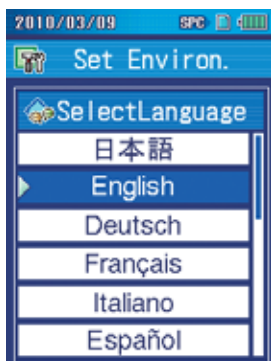 2010/03/09 SPC
Set Environ.
SelectLanguage
日本語
English
Deutsch
Français
Italiano
Español